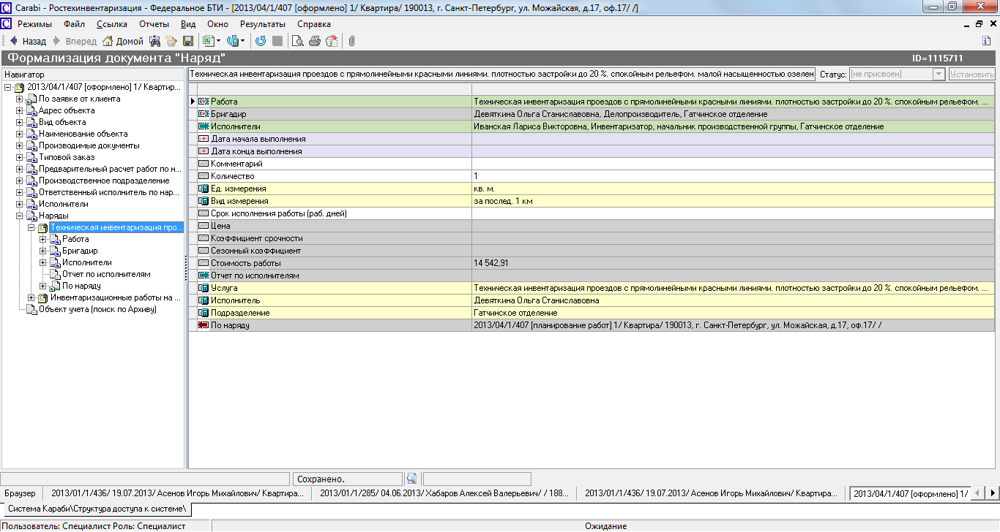 Carabi - Ростехинвентаризация - Федеральное БТИ - [2013/04/1/407 [оформлено] 1/ Квартира/ 190013, г. Санкт-Петербург, ул. Можайская, д.17, оф.17/ /]
Режимы Файл Ссылка Отчеты Вид Окно Результаты Справка
Назад Вперед Домой
Формализация документа "Наряд" ID=1115711
Навигатор
2013/04/1/407 [оформлено] 1/ Квартир...
По заявке от клиента
Адрес объекта
Вид объекта
Наименование объекта
Производимые документы
Типовой заказ
Предварительный расчет работ по н...
Производственное подразделение
Ответственный исполнитель по нар...
Исполнители
Наряды
Техническая инвентаризация про...
Работа
Бригадир
Исполнители
Отчет по исполнителям
По наряду
Инвентаризационные работы на ...
Объект учета (поиск по Архиву)
Техническая инвентаризация проездов с прямолинейными красными линиями. плотностью застройки до 20 %. спокойным рельефом. малой насыщенностью озелен Статус: [не присвоен] Установить
Работа Техническая инвентаризация проездов с прямолинейными красными линиями. плотностью застройки до 20 %. спокойным рельефом. ...
Бригадир Девяткина Ольга Станиславовна, Делопроизводитель, Гатчинское отделение
Исполнители Иванская Лариса Викторовна, Инвентаризатор, начальник производственной группы, Гатчинское отделение
Дата начала выполнения
Дата конца выполнения
Комментарий
Количество 1
Ед. измерения кв. м.
Вид измерения за послед. 1 км
Срок исполнения работы (раб. дней)
Цена
Коэффициент срочности
Сезонный коэффициент
Стоимость работы 14 542,91
Отчет по исполнителям
Услуга Техническая инвентаризация проездов с прямолинейными красными линиями. плотностью застройки до 20 %. спокойным рельефом. ...
Исполнитель Девяткина Ольга Станиславовна
Подразделение Гатчинское отделение
По наряду 2013/04/1/407 [планирование работ] 1/ Квартира/ 190013, г. Санкт-Петербург, ул. Можайская, д.17, оф.17/ /
Сохранено.
Браузер 2013/01/1/436/ 19.07.2013/ Асенов Игорь Михайлович/ Квартира... 2013/01/1/285/ 04.06.2013/ Хабаров Алексей Валерьевич/ / 188... 2013/01/1/436/ 19.07.2013/ Асенов Игорь Михайлович/ Квартира... 2013/04/1/407 [оформлено] 1/
Система Караби\Структура доступа к системе\
Пользователь: Специалист Роль: Специалист Ожидание